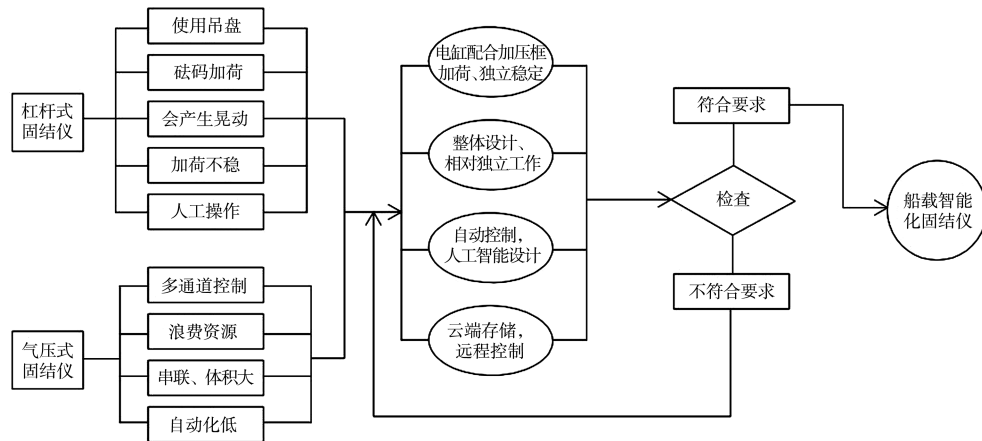 杠杆式
固结仪
使用吊盘
砝码加荷
会产生晃动
加荷不稳
人工操作
气压式
固结仪
多通道控制
浪费资源
串联、体积大
自动化低
电缸配合加压框
加荷、独立稳定
整体设计、
相对独立工作
自动控制，
人工智能设计
云端存储，
远程控制
符合要求
检查
不符合要求
船载智能
化固结仪